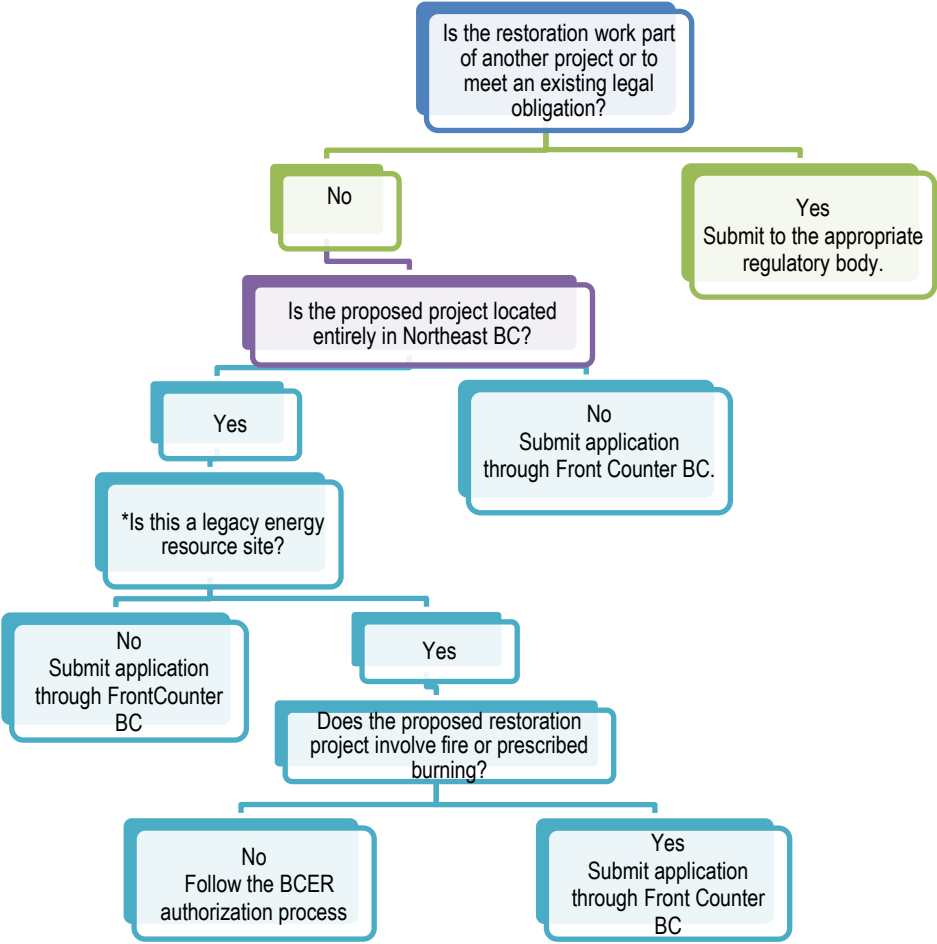 Is the restoration work part
of another project or to
meet an existing legal
obligation?
No
Yes
Submit to the appropriate
regulatory body.
Is the proposed project located
entirely in Northeast BC?
Yes
No
Submit application
through Front Counter BC.
*Is this a legacy energy
resource site?
No
Submit application
through FrontCounter
BC
Yes
Does the proposed restoration
project involve fire or prescribed
burning?
No
Follow the BCER
authorization process
Yes
Submit application
through Front Counter
BC